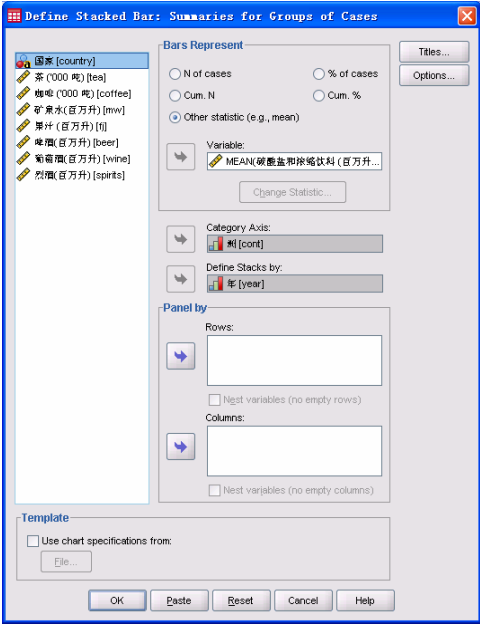 Define Stacked Bar: Summaries for Groups of Cases
国家 [country]
茶 ('000 吨) [tea]
咖啡 ('000 吨) [coffee]
矿泉水(百万升) [mw]
果汁 (百万升) [fj]
啤酒(百万升) [beer]
葡萄酒(百万升) [wine]
烈酒(百万升) [spirits]
Bars Represent
N of cases
% of cases
Cum. N
Cum. %
Other statistic (e.g., mean)
Variable:
MEAN(碳酸盐和浓缩饮料 (百万升...
Change Statistic...
Category Axis:
洲 [cont]
Define Stacks by:
年 [year]
Panel by
Rows:
Nest variables (no empty rows)
Columns:
Nest variables (no empty columns)
Titles...
Options...
Template
Use chart specifications from:
File...
OK
Paste
Reset
Cancel
Help